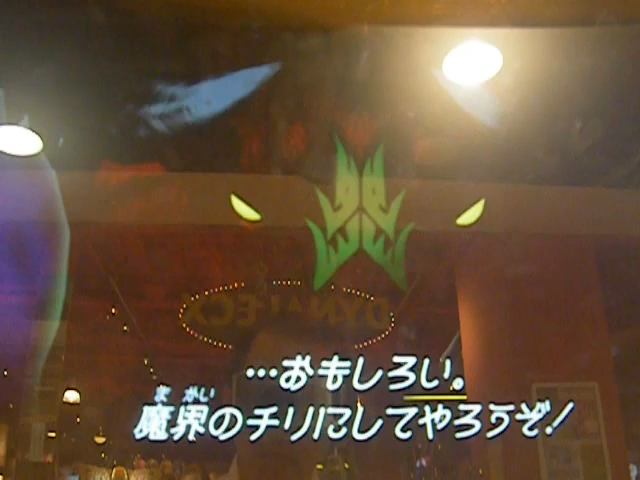 …おもしろい。
まかい
魔界のチリにしてやろうぞ！